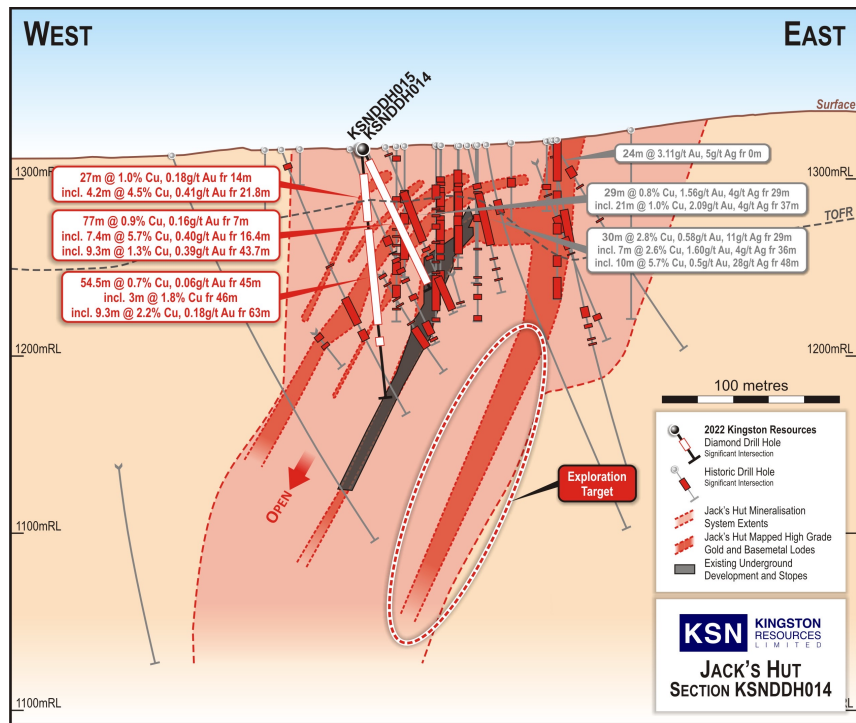 WEST
EAST
KSNDDH015
KSNDDH014
Surface
24m @ 3.11g/t Au, 5g/t Ag fr 0m
27m @ 1.0% Cu, 0.18g/t Au fr 14m
incl. 4.2m @ 4.5% Cu, 0.41g/t Au fr 21.8m
1300mRL
1300mRL
29m @ 0.8% Cu, 1.56g/t Au, 4g/t Ag fr 29m
incl. 21m @ 1.0% Cu, 2.09g/t Au, 4g/t Ag fr 37m
TOFR
77m @ 0.9% Cu, 0.16g/t Au fr 7m
incl. 7.4m @ 5.7% Cu, 0.40g/t Au fr 16.4m
incl. 9.3m @ 1.3% Cu, 0.39g/t Au fr 43.7m
30m @ 2.8% Cu, 0.58g/t Au, 11g/t Ag fr 29m
incl. 7m @ 2.6% Cu, 1.60g/t Au, 4g/t Ag fr 36m
incl. 10m @ 5.7% Cu, 0.5g/t Au, 28g/t Ag fr 48m
54.5m @ 0.7% Cu, 0.06g/t Au fr 45m
incl. 3m @ 1.8% Cu fr 46m
incl. 9.3m @ 2.2% Cu, 0.18g/t Au fr 63m
1200mRL
1200mRL
100 metres
2022 Kingston Resources
Diamond Drill Hole
Significant Intersection
Historic Drill Hole
Significant Intersection
Jack's Hut Mineralisation
System Extents
Jack's Hut Mapped High Grade
Gold and Basemetal Lodes
Existing Underground
Development and Stopes
Exploration
Target
OPEN
1100mRL
KSN
KINGSTON
RESOURCES
LIMITED
JACK'S HUT
SECTION KSNDDH014
1100mRL